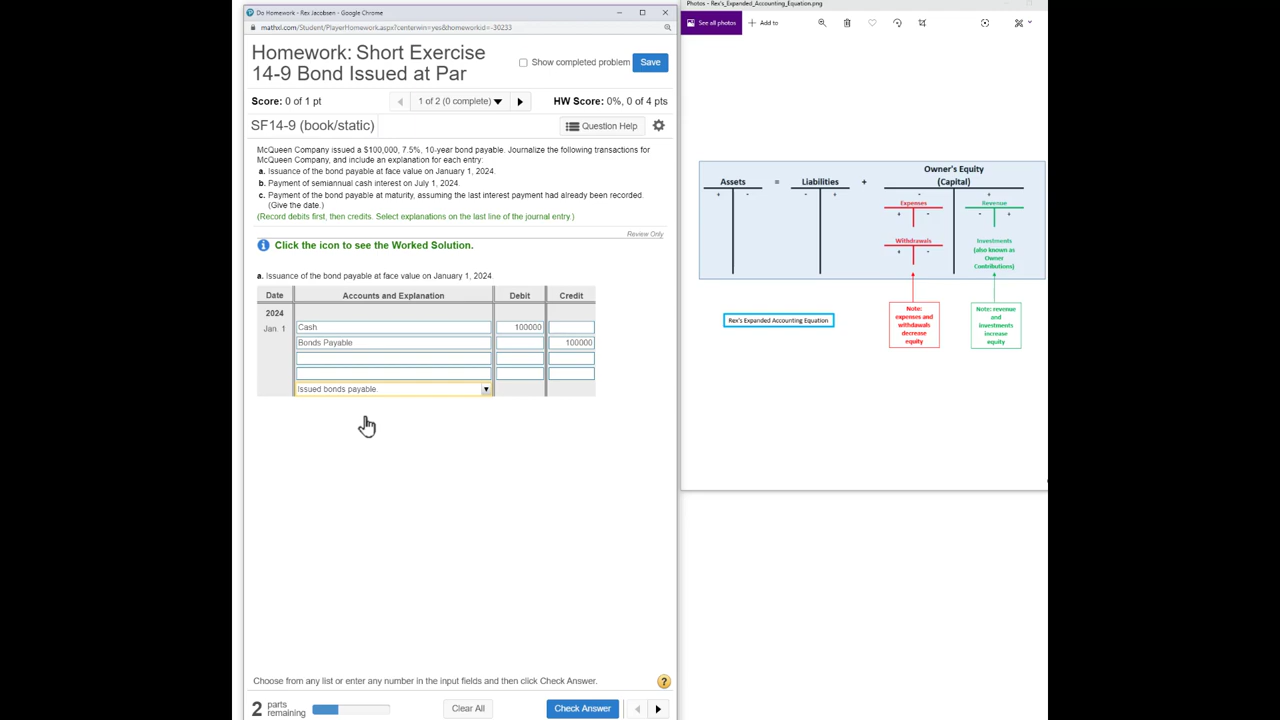 Do Homework - Rex Jacobsen - Google Chrome
mathxl.com/Student/PlayerHomework.aspx?centerwin=yes&homeworkid=-30233
Homework: Short Exercise
14-9 Bond Issued at Par
Show completed problem
Save
Score: 0 of 1 pt
1 of 2 (0 complete)
HW Score: 0%, 0 of 4 pts
SF14-9 (book/static)
Question Help
McQueen Company issued a $100,000, 7.5%, 10-year bond payable. Journalize the following transactions for
McQueen Company, and include an explanation for each entry:
a. Issuance of the bond payable at face value on January 1, 2024.
b. Payment of semiannual cash interest on July 1, 2024.
c. Payment of the bond payable at maturity, assuming the last interest payment had already been recorded.
(Give the date.)
(Record debits first, then credits. Select explanations on the last line of the journal entry.)
Review Only
Click the icon to see the Worked Solution.
a. Issuance of the bond payable at face value on January 1, 2024.
Date Accounts and Explanation Debit Credit
2024
Jan. 1 Cash 100000
Bonds Payable 100000
Issued bonds payable.
Choose from any list or enter any number in the input fields and then click Check Answer.
?
2 parts
remaining
Clear All
Check Answer
Photos - Rex's_Expanded_Accounting_Equation.png
See all photos
Add to
Assets = Liabilities + Owner's Equity
(Capital)
+ - - + - +
Expenses
+ -
Revenue
- +
Withdrawals
+ -
Investments
(also known as
Owner
Contributions)
Rex's Expanded Accounting Equation
Note:
expenses and
withdawals
decrease
equity
Note: revenue
and
investments
increase
equity